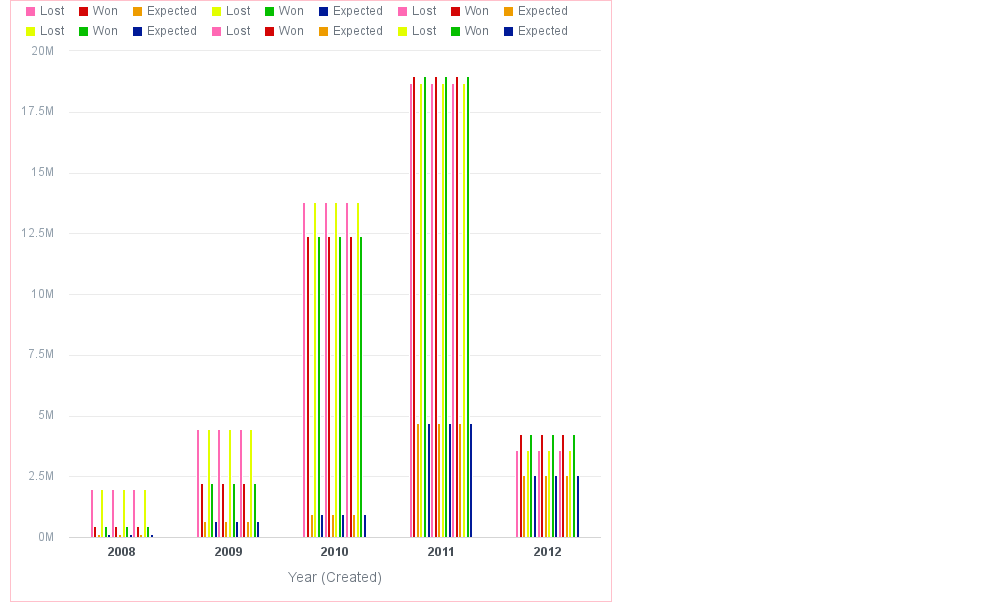 Lost Won Expected Lost Won Expected Lost Won Expected
Lost Won Expected Lost Won Expected Lost Won Expected
20M
17.5M
15M
12.5M
10M
7.5M
5M
2.5M
0M
2008 2009 2010 2011 2012
Year (Created)